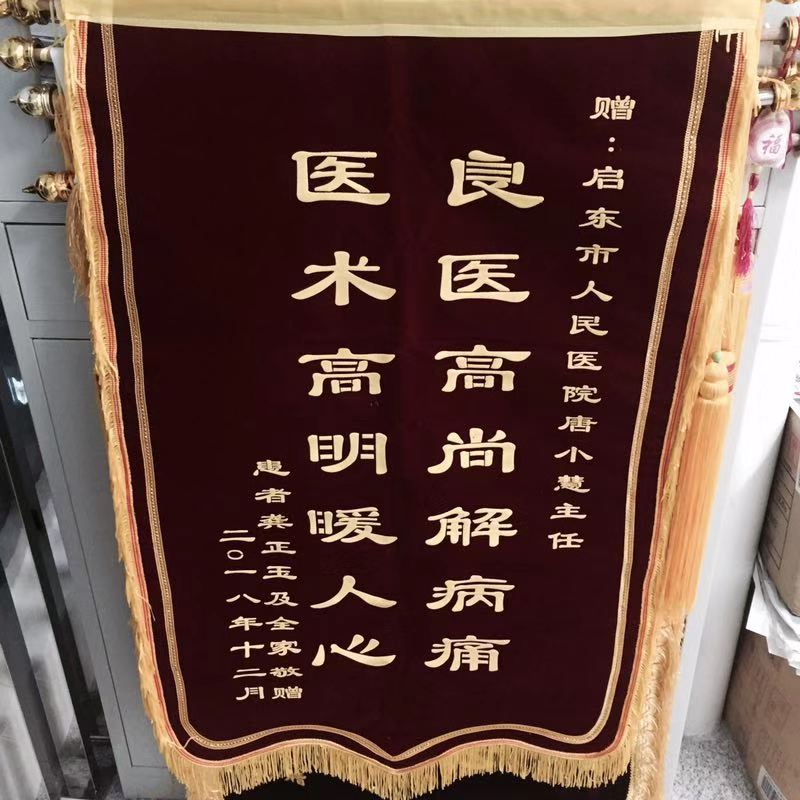 赠：启东市人民医院唐小慧主任
良医高尚解病痛
医术高明暖人心
患者龚正玉及全家敬赠
二〇一八年十二月
福